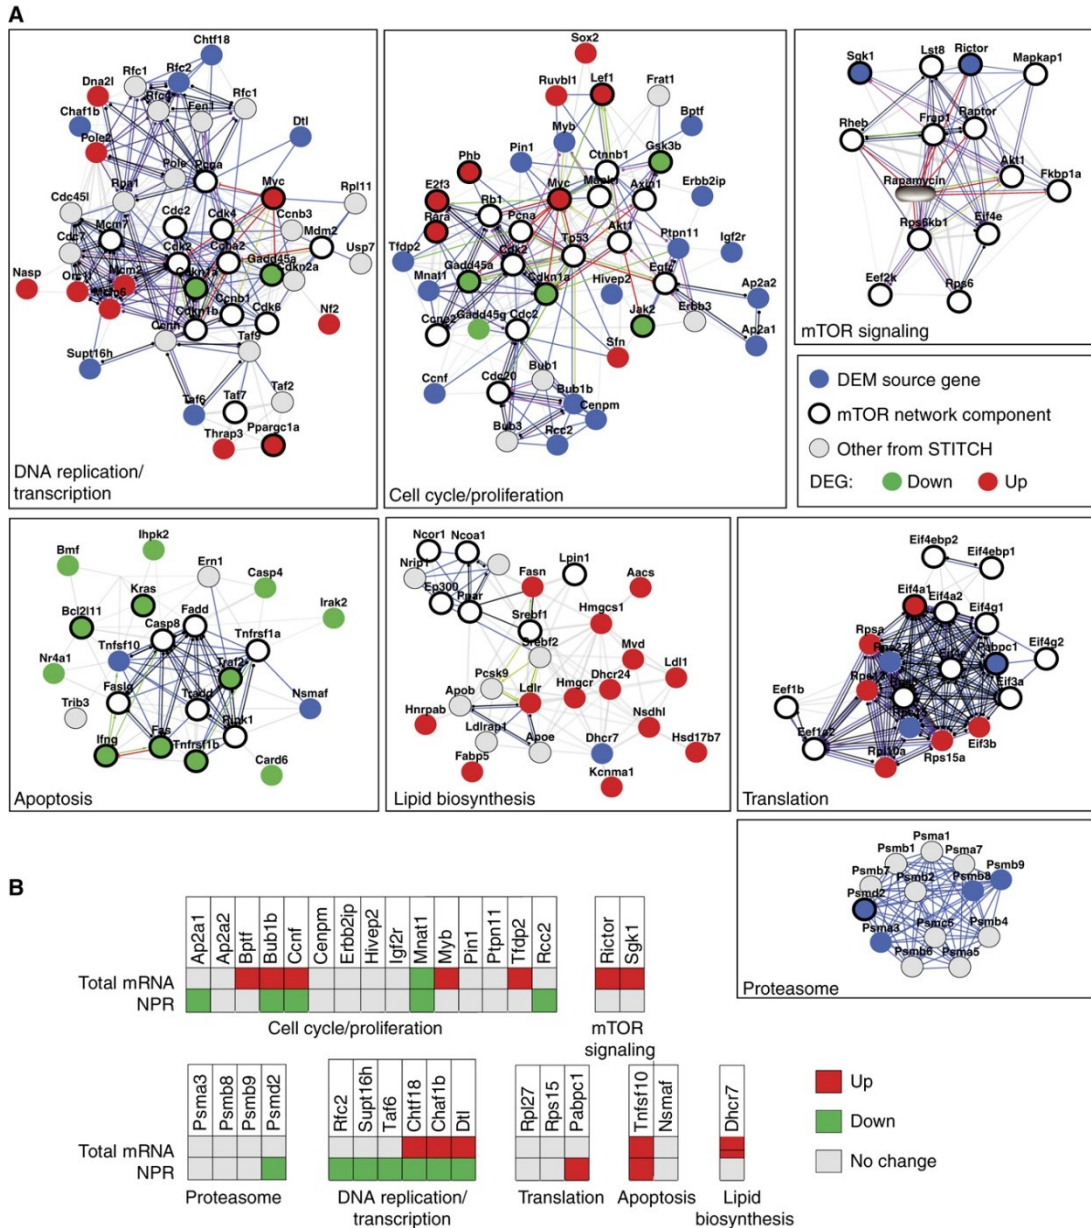 A
Chtf18
Rfc1
Rfc2
Dna2l
Rfc4
Fen1
Rfc1
Chaf1b
Dtl
Pole2
Pole
Pcna
Rpa1
Myc
Rpl11
Cdc45l
Cdc2
Cdk4
Ccnb3
Mcm7
Mdm2
Cdc7
Cdk2
Ccna2
Usp7
Gadd45a
Nasp
Orc1l
Mcm2
Cdkn1a
Cdkn2a
Mcm6
Ccnb1
Cdkn1b
Cdk6
Nf2
Ccnh
Taf9
Supt16h
Taf2
Taf6
Taf7
Thrap3
Ppargc1a
DNA replication/
transcription
Sox2
Ruvbl1
Lef1
Frat1
Bptf
Myb
Pin1
Ctnnb1
Gsk3b
Phb
Myc
Mapk1
Axin1
Erbb2ip
E2f3
Rb1
Rara
Pcna
Akt1
Ptpn11
Igf2r
Tfdp2
Cdk2
Tp53
Mnat1
Gadd45a
Cdkn1a
Hivep2
Egfr
Ap2a2
Erbb3
Ccne2
Gadd45g
Cdc2
Jak2
Ap2a1
Sfn
Ccnf
Cdc20
Bub1
Bub1b
Cenpm
Bub3
Rcc2
Cell cycle/proliferation
Sgk1
Lst8
Rictor
Mapkap1
Rheb
Frap1
Raptor
Akt1
Fkbp1a
Rapamycin
Rps6kb1
Eif4e
Eef2k
Rps6
mTOR signaling
DEM source gene
mTOR network component
Other from STITCH
DEG:
Down
Up
Ihpk2
Bmf
Ern1
Casp4
Kras
Bcl2l11
Fadd
Irak2
Casp8
Tnfrsf1a
Tnfsf10
Nr4a1
Traf2
Trib3
Faslg
Tradd
Nsmaf
Ripk1
Ifng
Fas
Tnfrsf1b
Card6
Apoptosis
Ncor1
Ncoa1
Nrip1
Fasn
Lpin1
Aacs
Ep300
Ppar
Hmgcs1
Srebf1
Srebf2
Mvd
Ldl1
Pcsk9
Dhcr24
Apob
Ldlr
Hmgcr
Hnrpab
Ldlrap1
Apoe
Nsdhl
Hsd17b7
Fabp5
Dhcr7
Kcnma1
Lipid biosynthesis
Eif4ebp2
Eif4ebp1
Eif4a1
Eif4a2
Eif4g1
Rpsa
Eif4g2
Pabpc1
Eif3a
Eef1b
Eef1a2
Eif3b
Rpl10a
Rps15a
Translation
Psma1
Psmb1
Psma7
Psmb9
Psmb7
Psmb2
Psmb8
Psmd2
Psma3
Psmc6
Psmb4
Psmb6
Psma5
Proteasome
B
Ap2a1
Ap2a2
Bptf
Bub1b
Ccnf
Cenpm
Erbb2ip
Hivep2
Igf2r
Mnat1
Myb
Pin1
Ptpn11
Tfdp2
Rcc2
Rictor
Sgk1
Total mRNA
NPR
Cell cycle/proliferation
mTOR
signaling
Psma3
Psmb8
Psmb9
Psmd2
Rfc2
Supt16h
Taf6
Chtf18
Chaf1b
Dtl
Rpl27
Rps15
Pabpc1
Tnfsf10
Nsmaf
Dhcr7
Total mRNA
NPR
Proteasome
DNA replication/
transcription
Translation
Apoptosis
Lipid
biosynthesis
Up
Down
No change